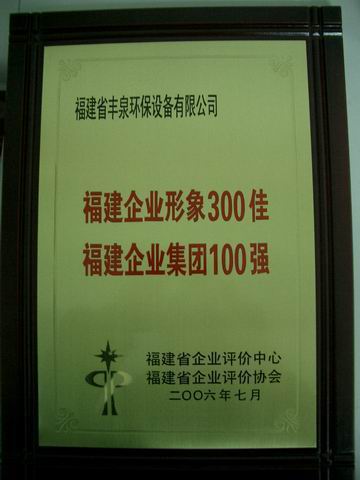 福建省丰泉环保设备有限公司
福建企业形象300佳
福建企业集团100强
福建省企业评价中心
福建省企业评价协会
二〇〇六年七月